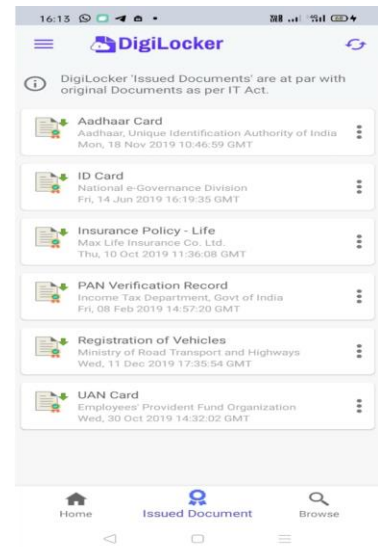 16:13
DigiLocker
DigiLocker 'Issued Documents' are at par with
original Documents as per IT Act.
Aadhaar Card
Aadhaar, Unique Identification Authority of India
Mon, 18 Nov 2019 10:46:59 GMT
ID Card
National e-Governance Division
Fri, 14 Jun 2019 16:19:35 GMT
Insurance Policy - Life
Max Life Insurance Co. Ltd.
Thu, 10 Oct 2019 11:36:08 GMT
PAN Verification Record
Income Tax Department, Govt of India
Fri, 08 Feb 2019 14:57:20 GMT
Registration of Vehicles
Ministry of Road Transport and Highways
Wed, 11 Dec 2019 17:35:54 GMT
UAN Card
Employees' Provident Fund Organization
Wed, 30 Oct 2019 14:32:02 GMT
Home Issued Document Browse